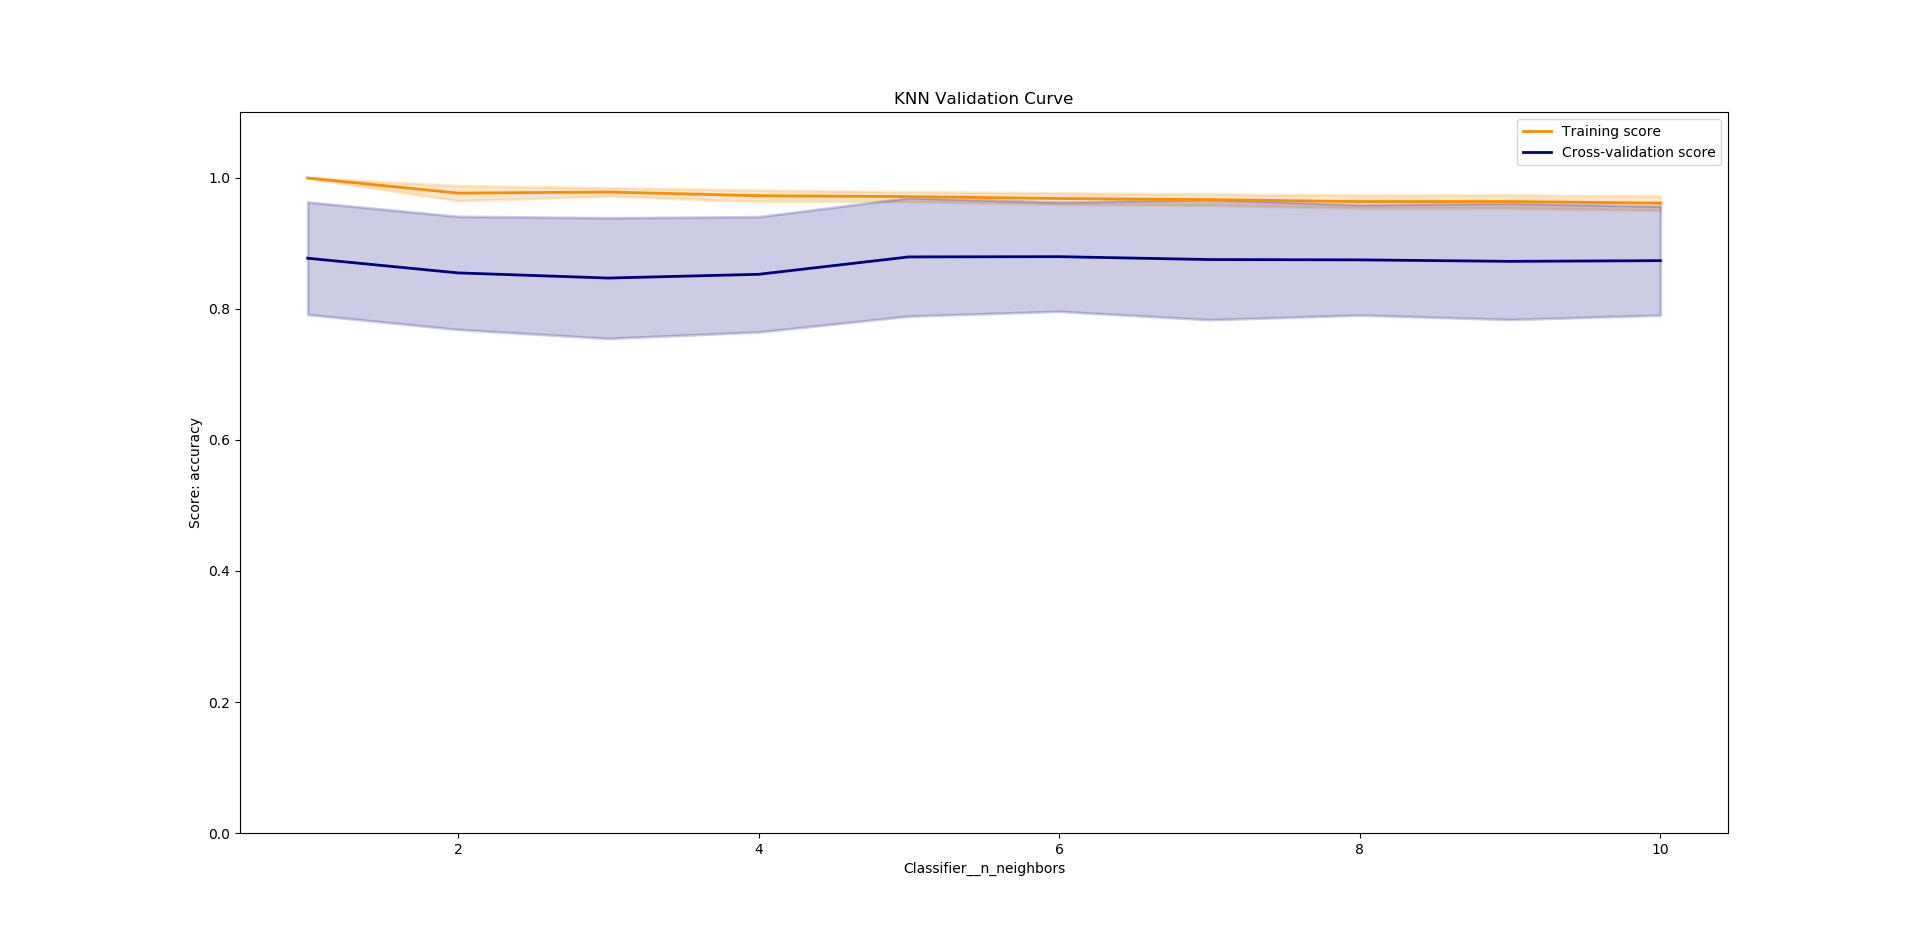 KNN Validation Curve
Training score
Cross-validation score
1.0
0.8
0.6
0.4
0.2
0.0
Score: accuracy
2 4 6 8 10
Classifier__n_neighbors